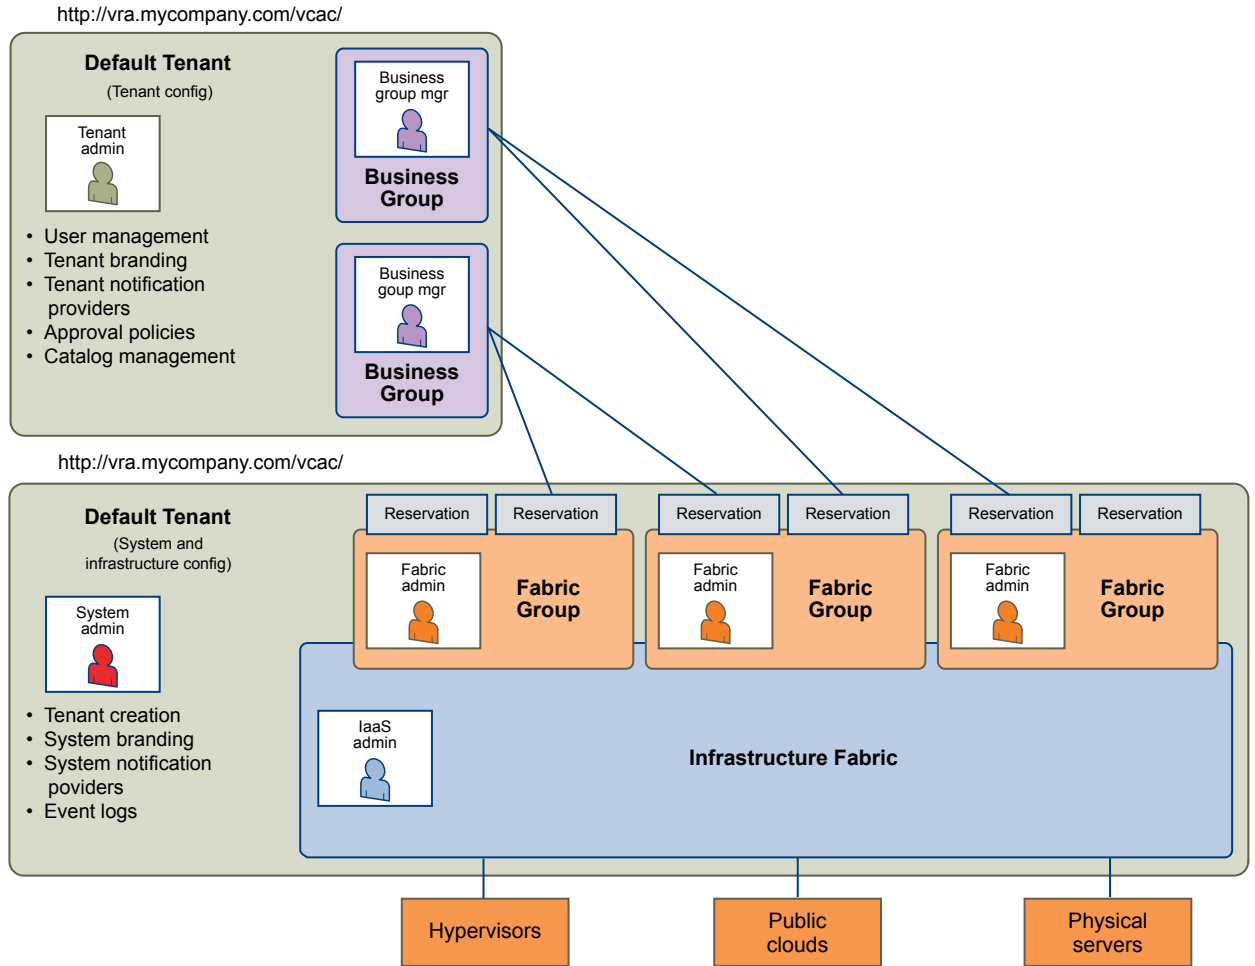 http://vra.mycompany.com/vcac/
Default Tenant
(Tenant config)
Tenant
admin
• User management
• Tenant branding
• Tenant notification
providers
• Approval policies
• Catalog management
Business
group mgr
Business
Group
Business
goup mgr
Business
Group
http://vra.mycompany.com/vcac/
Default Tenant
(System and
infrastructure config)
System
admin
• Tenant creation
• System branding
• System notification
poviders
• Event logs
Reservation
Reservation
Fabric
admin
Fabric
Group
Reservation
Reservation
Fabric
admin
Fabric
Group
Reservation
Reservation
Fabric
admin
Fabric
Group
IaaS
admin
Infrastructure Fabric
Hypervisors
Public
clouds
Physical
servers